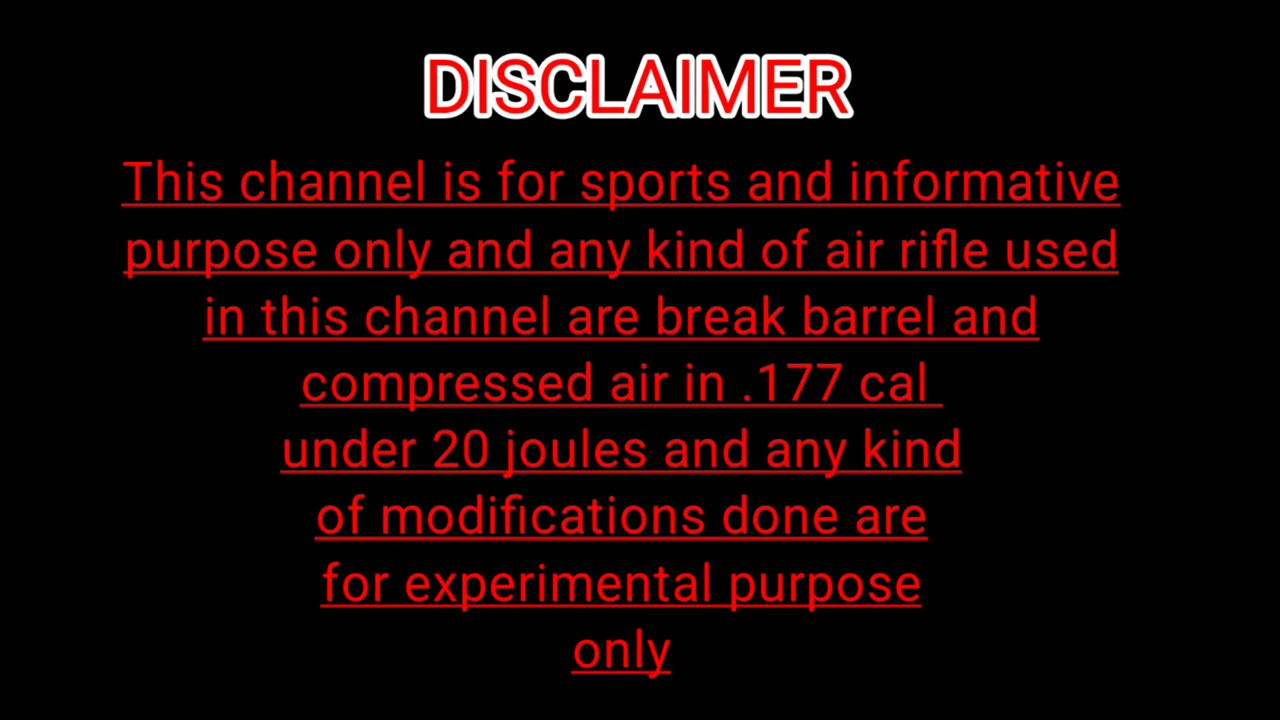 DISCLAIMER
This channel is for sports and informative
purpose only and any kind of air rifle used
in this channel are break barrel and
compressed air in .177 cal
under 20 joules and any kind
of modifications done are
for experimental purpose
only